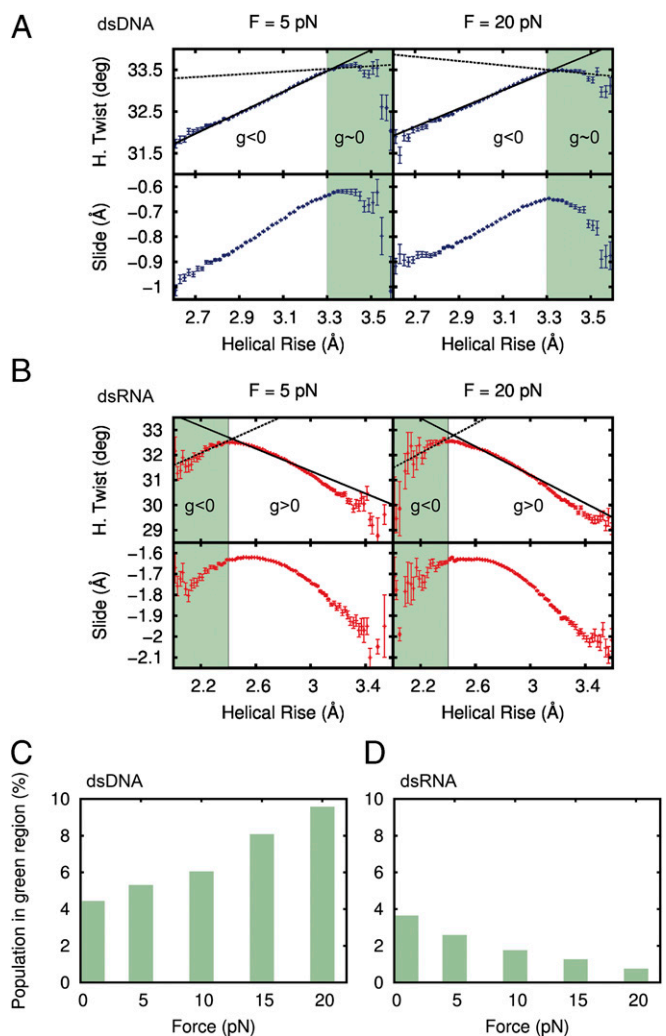 A
dsDNA
F = 5 pN
F = 20 pN
H. Twist (deg)
33.5
32.5
31.5
g<0
g~0
g<0
g~0
Slide (Å)
-0.6
-0.7
-0.8
-0.9
-1
2.7 2.9 3.1 3.3 3.5
2.7 2.9 3.1 3.3 3.5
Helical Rise (Å)
Helical Rise (Å)
B
dsRNA
F = 5 pN
F = 20 pN
H. Twist (deg)
33
32
31
30
29
g<0
g>0
g<0
g>0
Slide (Å)
-1.6
-1.7
-1.8
-1.9
-2
-2.1
2.2 2.6 3 3.4
2.2 2.6 3 3.4
Helical Rise (Å)
Helical Rise (Å)
C
dsDNA
Population in green region (%)
10
8
6
4
2
0
0 5 10 15 20
Force (pN)
D
dsRNA
10
8
6
4
2
0
0 5 10 15 20
Force (pN)